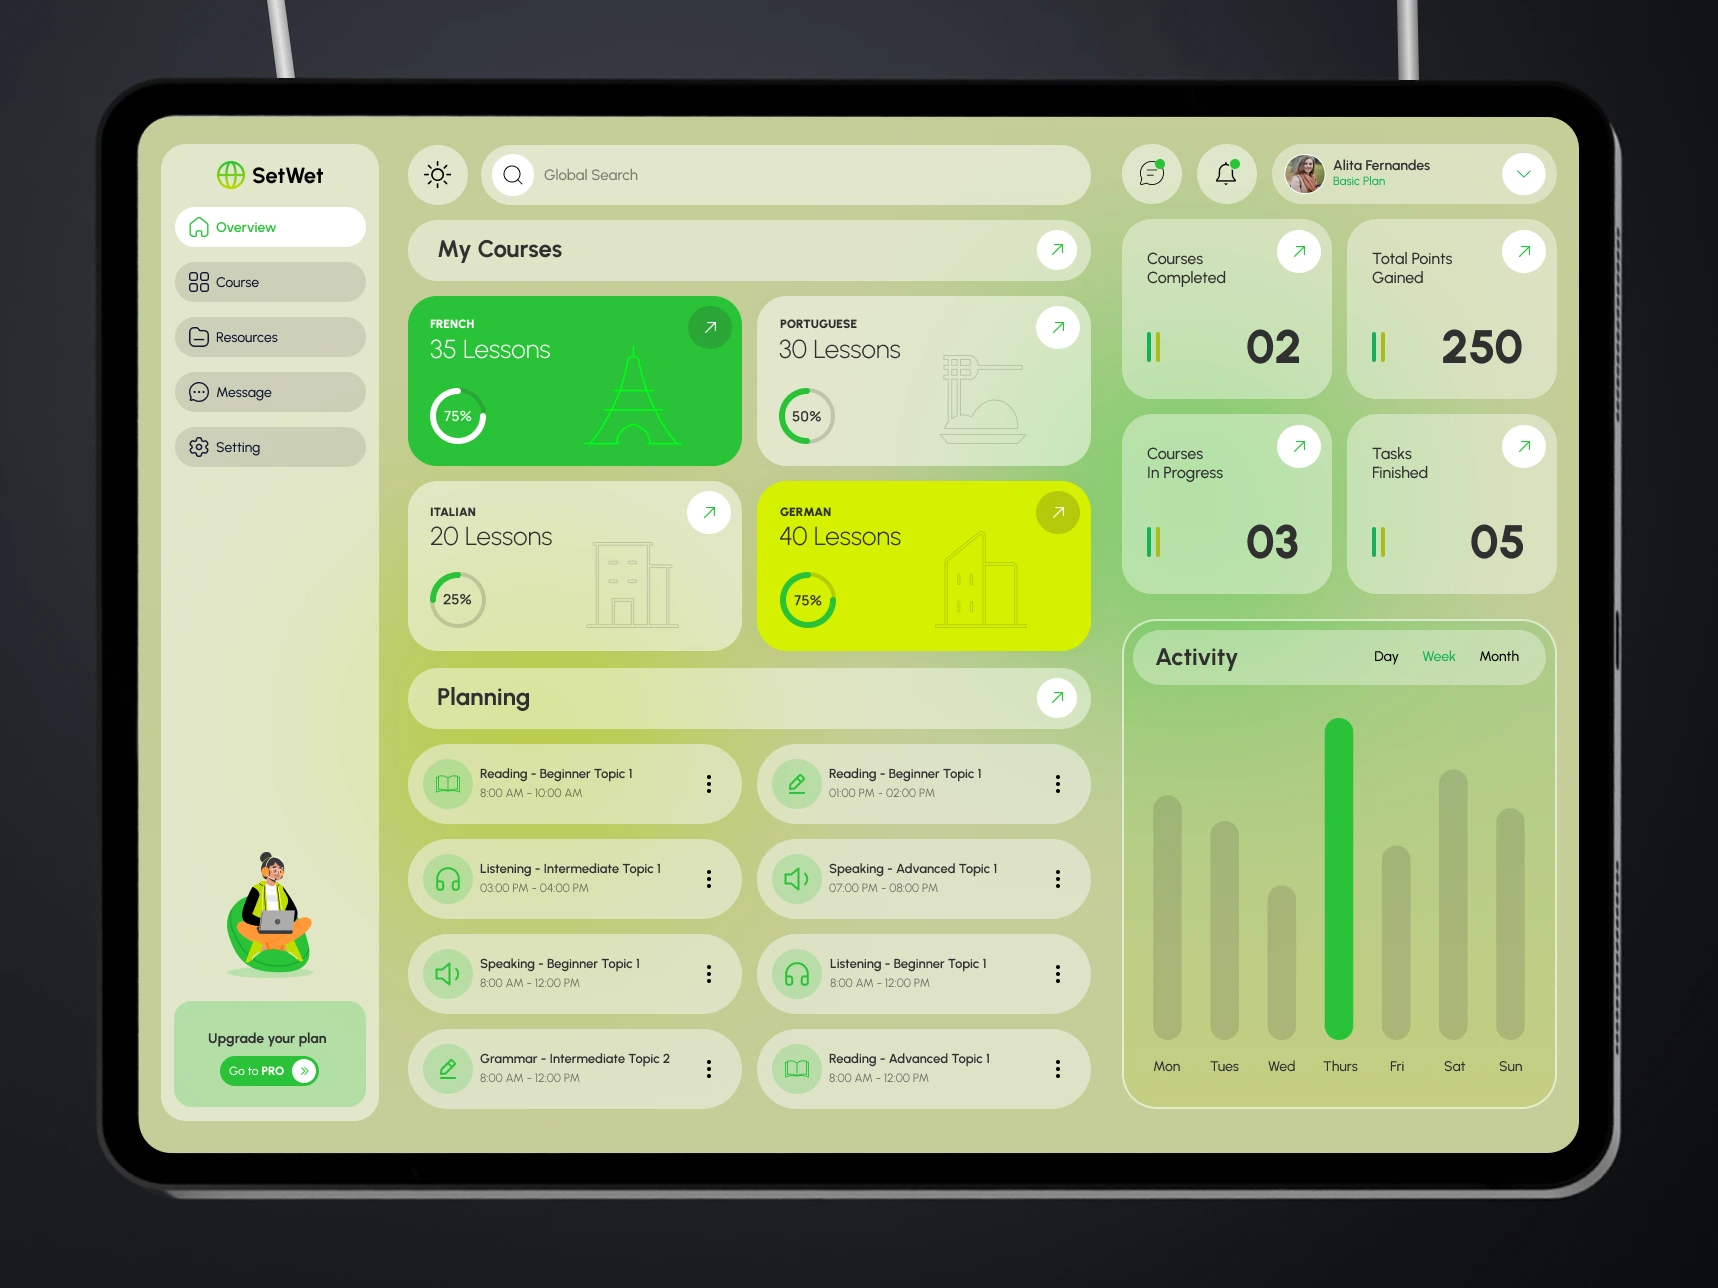 SetWet
Overview
Course
Resources
Message
Setting
Upgrade your plan
Go to PRO
Global Search
Alita Fernandes
Basic Plan
My Courses
FRENCH
35 Lessons
75%
PORTUGUESE
30 Lessons
50%
ITALIAN
20 Lessons
25%
GERMAN
40 Lessons
75%
Planning
Reading - Beginner Topic 1
8:00 AM - 10:00 AM
Reading - Beginner Topic 1
01:00 PM - 02:00 PM
Listening - Intermediate Topic 1
03:00 PM - 04:00 PM
Speaking - Advanced Topic 1
07:00 PM - 08:00 PM
Speaking - Beginner Topic 1
8:00 AM - 12:00 PM
Listening - Beginner Topic 1
8:00 AM - 12:00 PM
Grammar - Intermediate Topic 2
8:00 AM - 12:00 PM
Reading - Advanced Topic 1
8:00 AM - 12:00 PM
Courses
Completed
02
Total Points
Gained
250
Courses
In Progress
03
Tasks
Finished
05
Activity
Day Week Month
Mon Tues Wed Thurs Fri Sat Sun